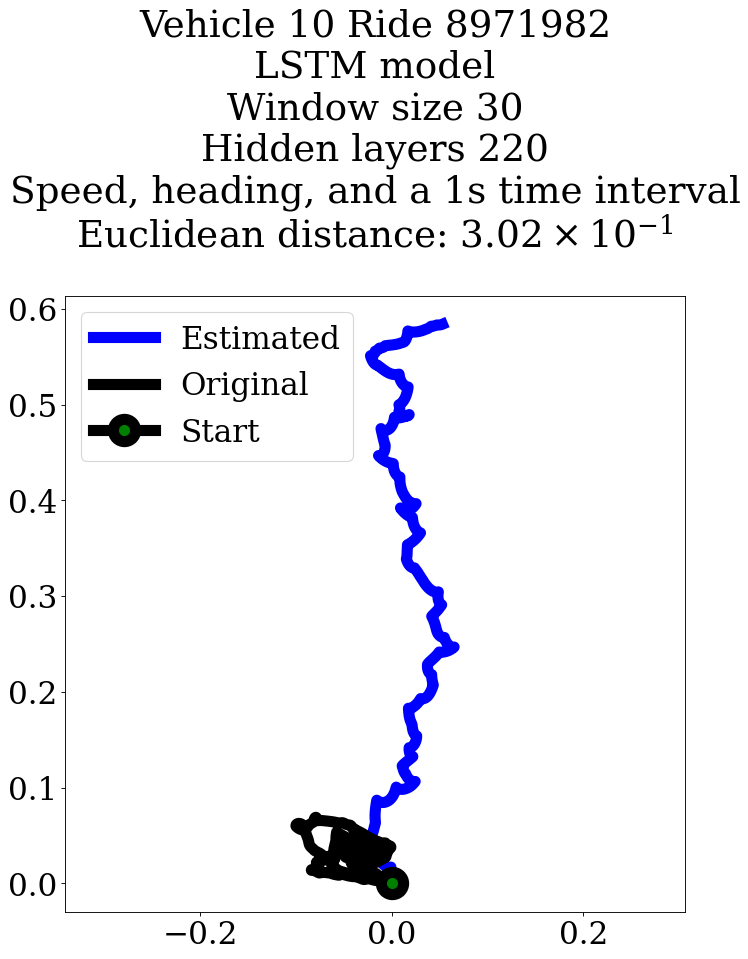 Vehicle 10 Ride 8971982
LSTM model
Window size 30
Hidden layers 220
Speed, heading, and a 1s time interval
Euclidean distance: 3.02 × 10⁻¹
0.6
0.5
0.4
0.3
0.2
0.1
0.0
Estimated
Original
Start
−0.2
0.0
0.2